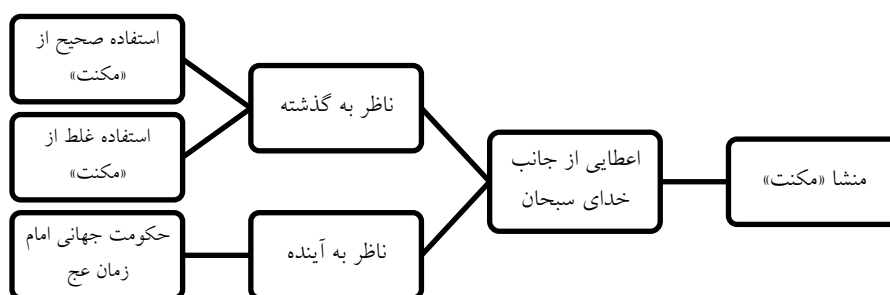 منشا «مکنت»
اعطایی از جانب
خدای سبحان
ناظر به گذشته
استفاده صحیح از
«مکنت»
استفاده غلط از
«مکنت»
ناظر به آینده
حکومت جهانی امام
زمان عج